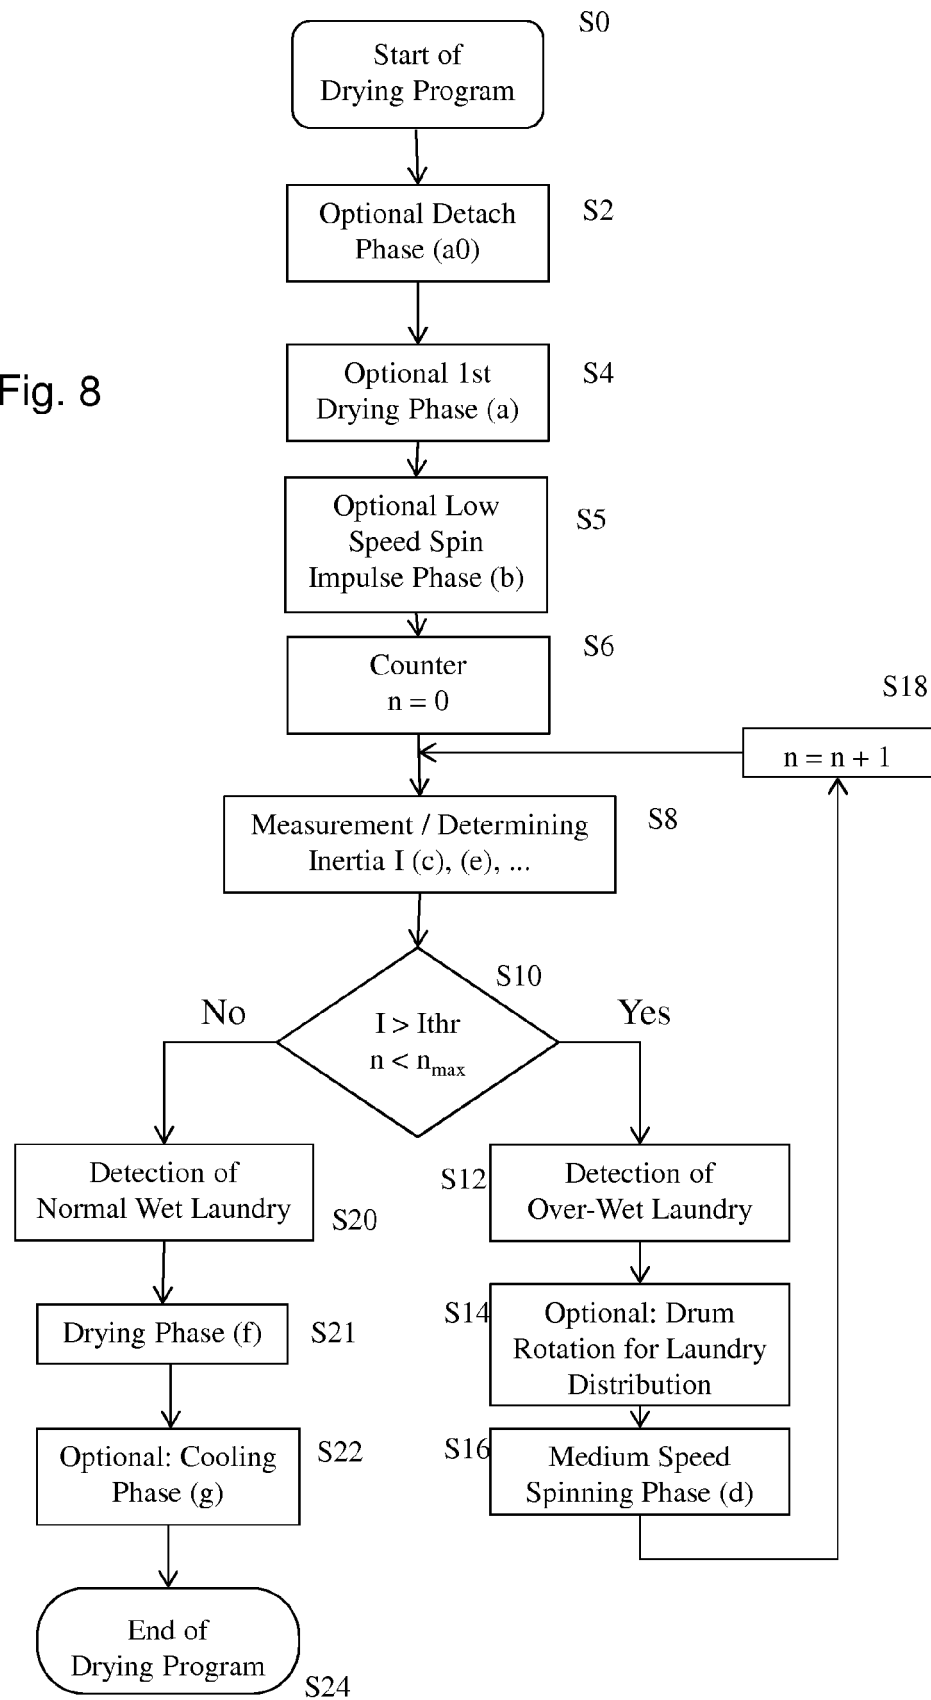 S0
Start of
Drying Program
Optional Detach
Phase (a0)
S2
Fig. 8
Optional 1st
Drying Phase (a)
S4
Optional Low
Speed Spin
Impulse Phase (b)
S5
Counter
n = 0
S6
S18
n = n + 1
Measurement / Determining
Inertia I (c), (e), ...
S8
S10
I > Ithr
n < nmax
No
Yes
Detection of
Normal Wet Laundry
S20
S12
Detection of
Over-Wet Laundry
Drying Phase (f)
S21
S14
Optional: Drum
Rotation for Laundry
Distribution
Optional: Cooling
Phase (g)
S22
S16
Medium Speed
Spinning Phase (d)
End of
Drying Program
S24